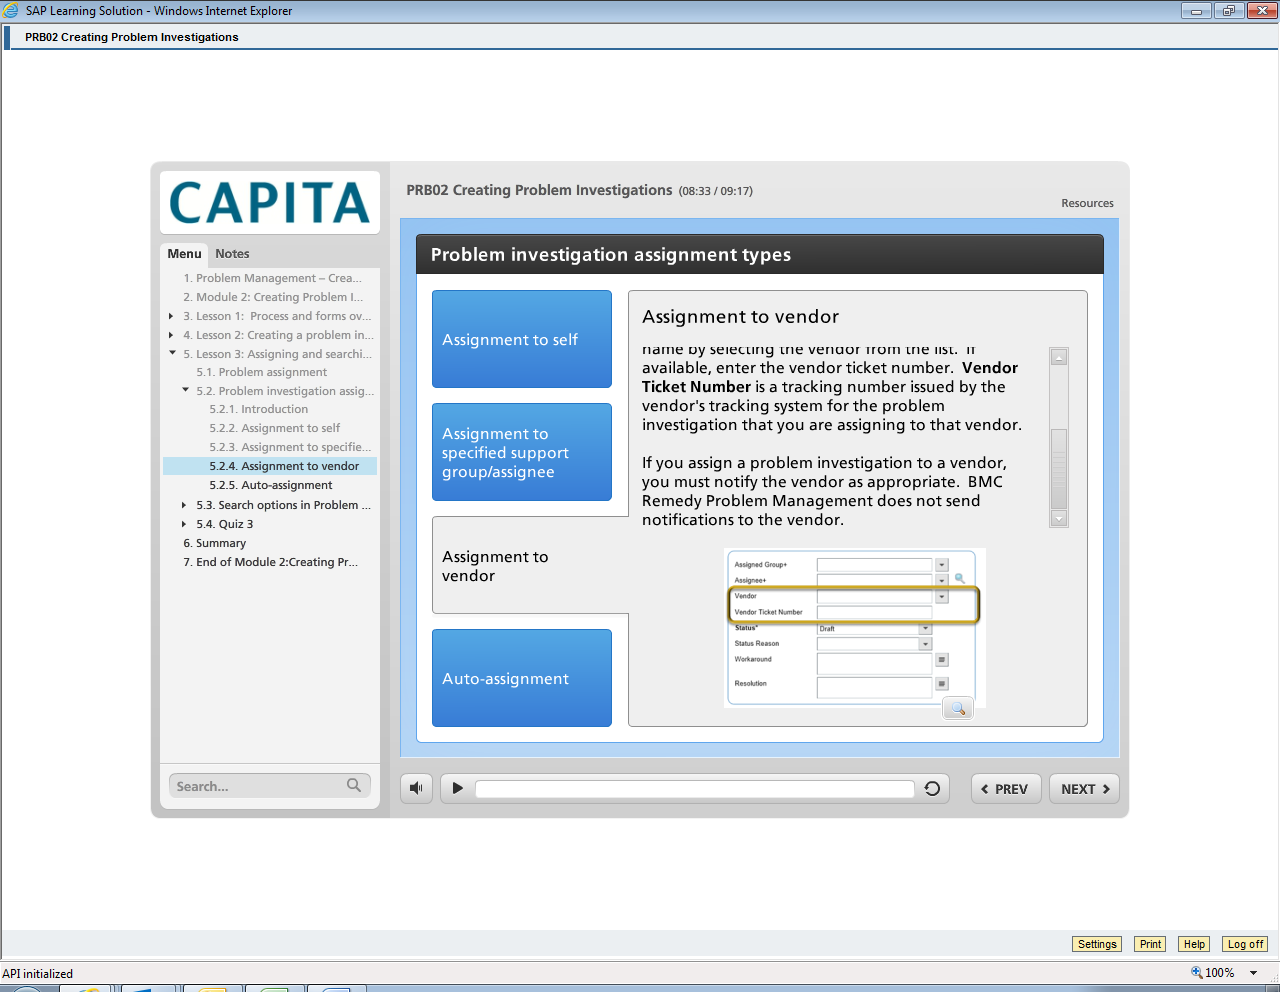 SAP Learning Solution - Windows Internet Explorer
PRB02 Creating Problem Investigations
CAPITA
PRB02 Creating Problem Investigations (08:33 / 09:17)
Resources
Menu Notes
1. Problem Management – Crea...
2. Module 2: Creating Problem I...
3. Lesson 1: Process and forms ov...
4. Lesson 2: Creating a problem in...
5. Lesson 3: Assigning and searchi...
5.1. Problem assignment
5.2. Problem investigation assig...
5.2.1. Introduction
5.2.2. Assignment to self
5.2.3. Assignment to specifie...
5.2.4. Assignment to vendor
5.2.5. Auto-assignment
5.3. Search options in Problem ...
5.4. Quiz 3
6. Summary
7. End of Module 2:Creating Pr...
Search...
Problem investigation assignment types
Assignment to self
Assignment to
specified support
group/assignee
Assignment to
vendor
Auto-assignment
Assignment to vendor
name by selecting the vendor from the list. If
available, enter the vendor ticket number. Vendor
Ticket Number is a tracking number issued by the
vendor's tracking system for the problem
investigation that you are assigning to that vendor.
If you assign a problem investigation to a vendor,
you must notify the vendor as appropriate. BMC
Remedy Problem Management does not send
notifications to the vendor.
Assigned Group+
Assignee+
Vendor
Vendor Ticket Number
Status* Draft
Status Reason
Workaround
Resolution
PREV
NEXT
Settings Print Help Log off
API initialized
100%